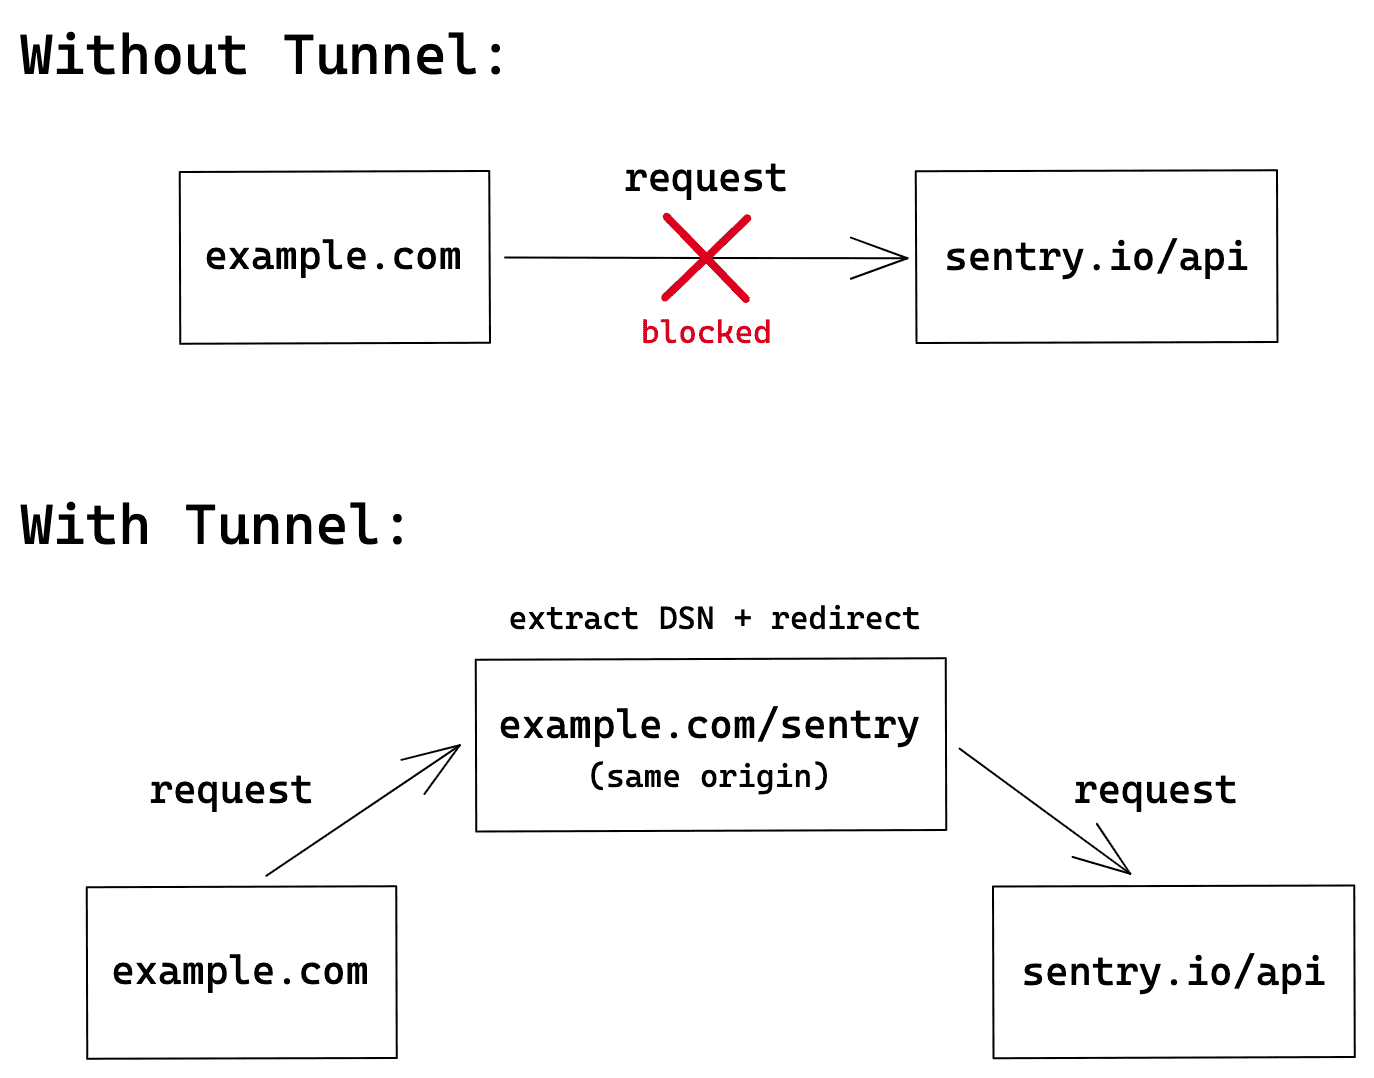 Without Tunnel:
request
example.com
sentry.io/api
blocked
With Tunnel:
extract DSN + redirect
example.com/sentry
(same origin)
request
request
example.com
sentry.io/api